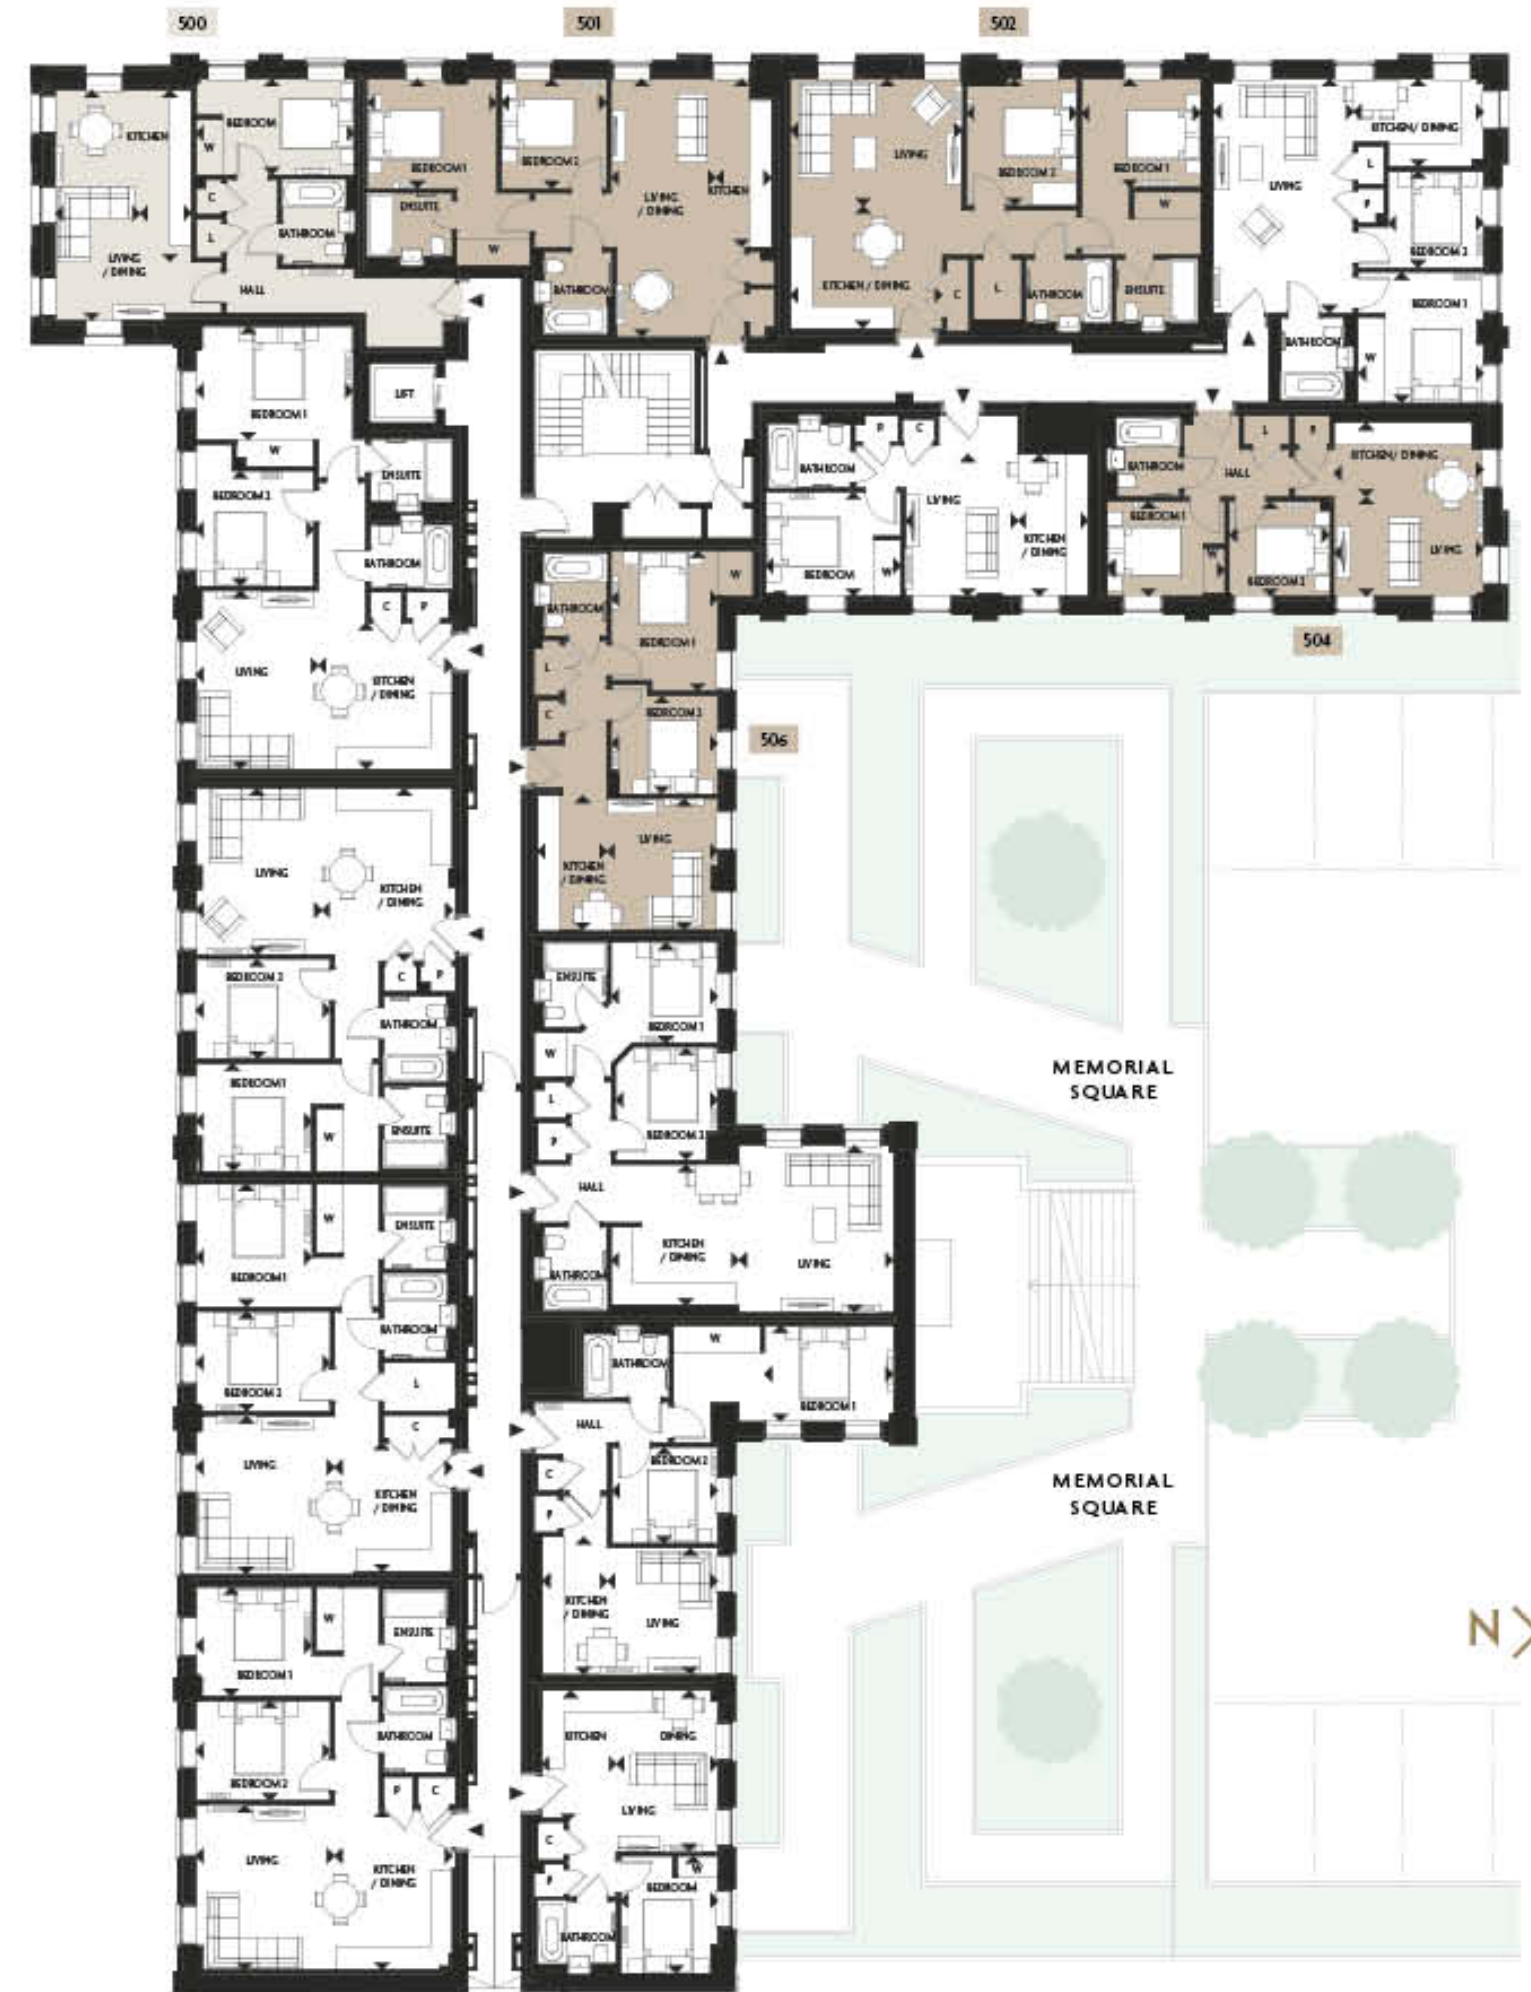 500
501
502
KITCHEN
LIVING
/ DINING
BEDROOM
W
C
L
BATHROOM
HALL
BEDROOM 1
ENSUITE
W
BEDROOM 2
BATHROOM
LIVING
/ DINING
KITCHEN
LIVING
KITCHEN / DINING
C
L
BEDROOM 2
BATHROOM
BEDROOM 1
W
ENSUITE
LIVING
KITCHEN/ DINING
L
P
BEDROOM 2
BEDROOM 1
BATHROOM
W
BEDROOM 1
W
LIFT
ENSUITE
BEDROOM 2
BATHROOM
C
P
LIVING
KITCHEN
/ DINING
BATHROOM
P
C
BEDROOM
W
LIVING
KITCHEN
/ DINING
BATHROOM
L
HALL
BEDROOM 1
W
BEDROOM 2
KITCHEN/ DINING
LIVING
504
BATHROOM
W
BEDROOM 1
L
C
BEDROOM 2
506
LIVING
KITCHEN
/ DINING
LIVING
KITCHEN
/ DINING
C
P
BEDROOM 2
BATHROOM
BEDROOM 1
W
ENSUITE
ENSUITE
BEDROOM 1
W
L
P
BEDROOM 2
HALL
BATHROOM
KITCHEN
/ DINING
LIVING
MEMORIAL
SQUARE
W
ENSUITE
BEDROOM 1
BATHROOM
BEDROOM 2
L
C
LIVING
KITCHEN
/ DINING
BATHROOM
W
BEDROOM 1
HALL
C
P
BEDROOM 2
KITCHEN
/ DINING
LIVING
MEMORIAL
SQUARE
N
W
ENSUITE
BEDROOM 1
BATHROOM
BEDROOM 2
P
C
LIVING
KITCHEN
/ DINING
KITCHEN
DINING
LIVING
C
P
BATHROOM
W
BEDROOM